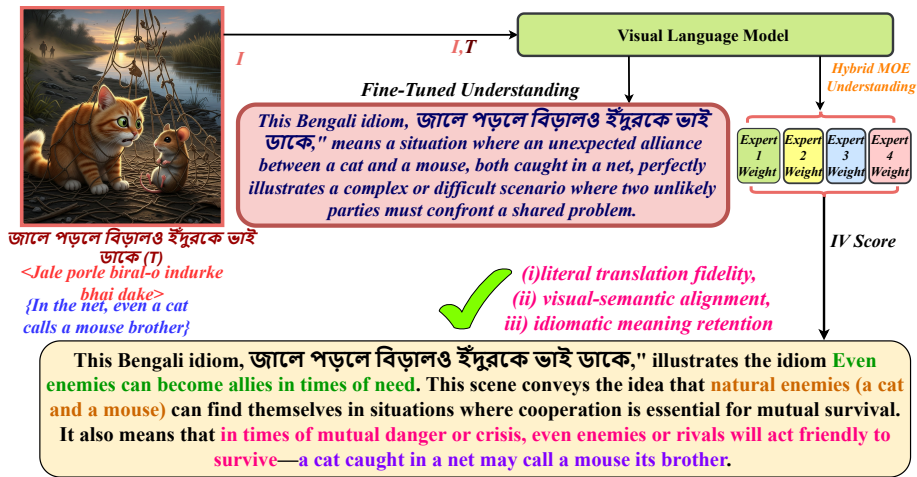 I
I,T
Visual Language Model
Hybrid MOE
Understanding
Fine-Tuned Understanding
This Bengali idiom, জালে পড়লে বিড়ালও ইঁদুরকে ভাই
ডাকে," means a situation where an unexpected alliance
between a cat and a mouse, both caught in a net, perfectly
illustrates a complex or difficult scenario where two unlikely
parties must confront a shared problem.
Expert
1
Weight
Expert
2
Weight
Expert
3
Weight
Expert
4
Weight
জালে পড়লে বিড়ালও ইঁদুরকে ভাই
ডাকে (T)
<Jale porle biral-o indurke
bhai dake>
{In the net, even a cat
calls a mouse brother}
IV Score
(i)literal translation fidelity,
(ii) visual-semantic alignment,
iii) idiomatic meaning retention
This Bengali idiom, জালে পড়লে বিড়ালও ইঁদুরকে ভাই ডাকে," illustrates the idiom Even
enemies can become allies in times of need. This scene conveys the idea that natural enemies (a cat
and a mouse) can find themselves in situations where cooperation is essential for mutual survival.
It also means that in times of mutual danger or crisis, even enemies or rivals will act friendly to
survive—a cat caught in a net may call a mouse its brother.